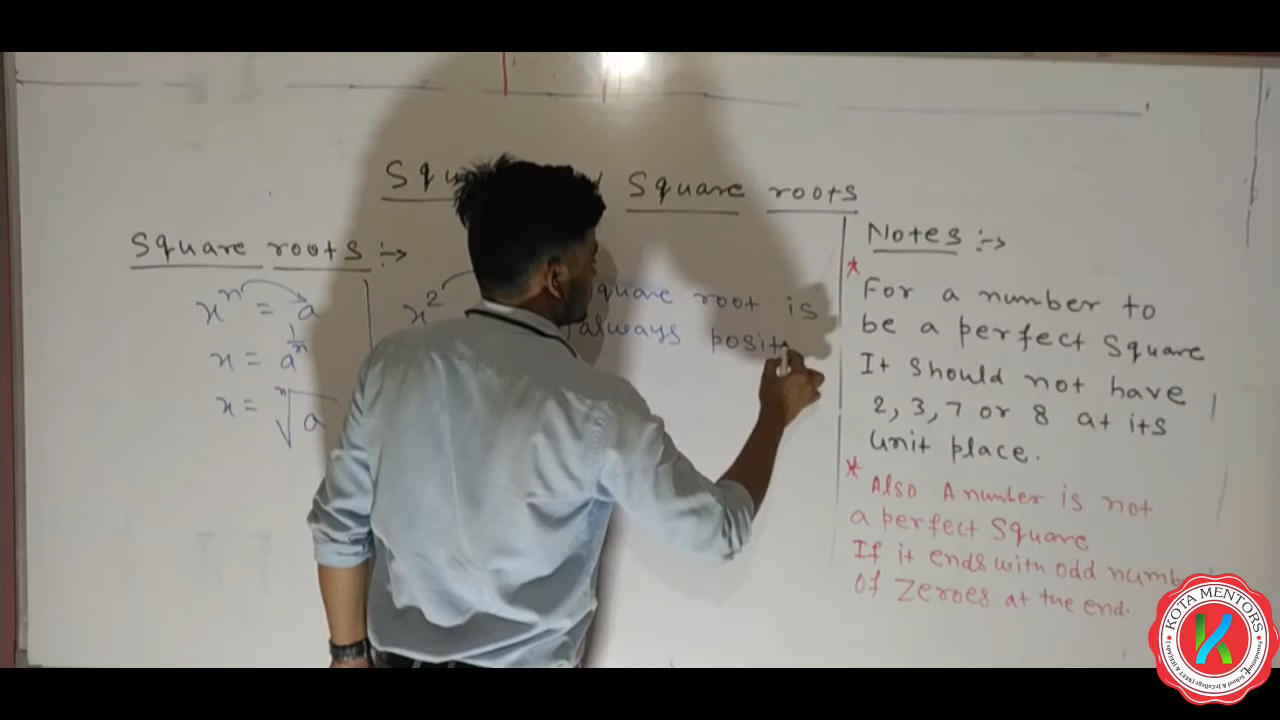 Squ Square roots
Square roots :->
xⁿ = a
x = a^1/n
x = ⁿ√a
x²
Square root is
always posit
Notes :->
* For a number to
be a perfect Square
It should not have
2, 3, 7 or 8 at its
unit place.
* Also A number is not
a perfect Square
If it ends with odd numb
of Zeroes at the end.
KOTA MENTORS